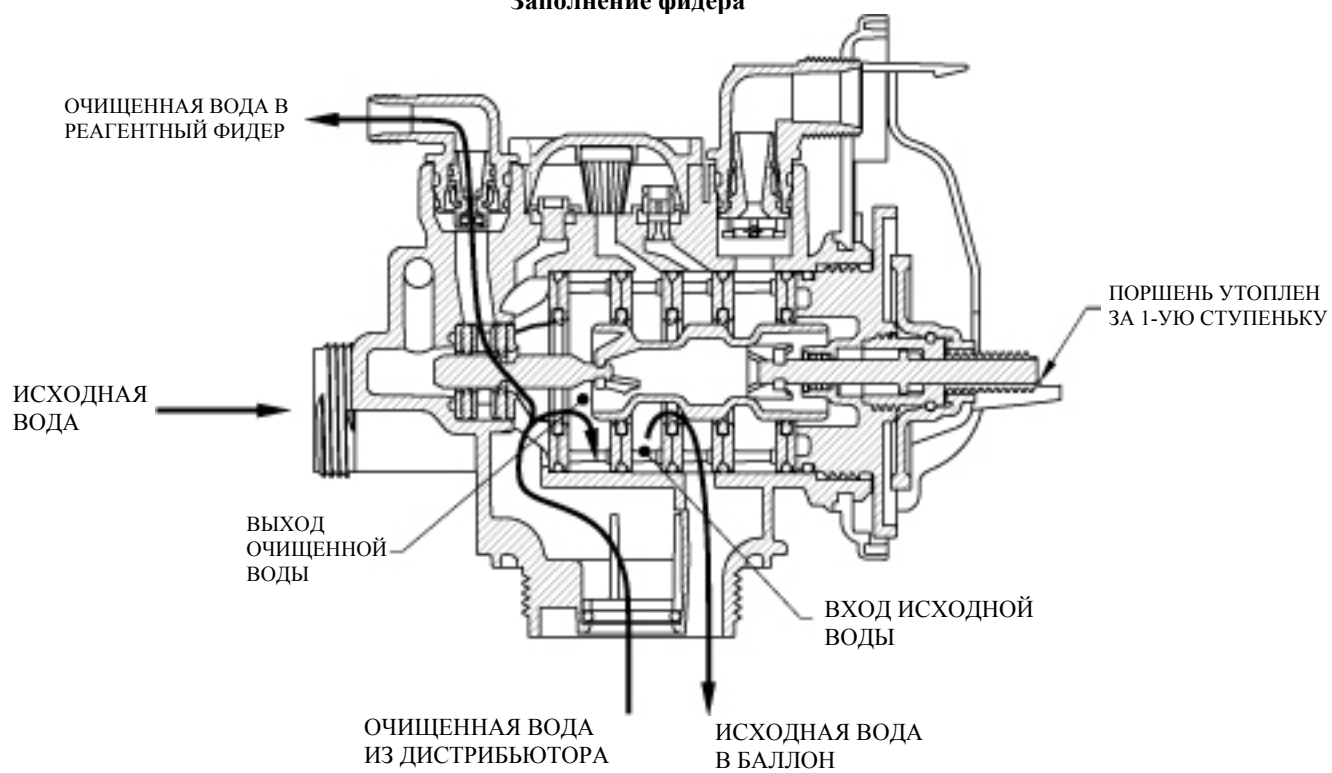 Заполнение фидера
ОЧИЩЕННАЯ ВОДА В
РЕАГЕНТНЫЙ ФИДЕР
ПОРШЕНЬ УТОПЛЕН
ЗА 1-УЮ СТУПЕНЬКУ
ИСХОДНАЯ
ВОДА
ВЫХОД
ОЧИЩЕННОЙ
ВОДЫ
ВХОД ИСХОДНОЙ
ВОДЫ
ОЧИЩЕННАЯ ВОДА
ИЗ ДИСТРИБЬЮТОРА
ИСХОДНАЯ ВОДА
В БАЛЛОН